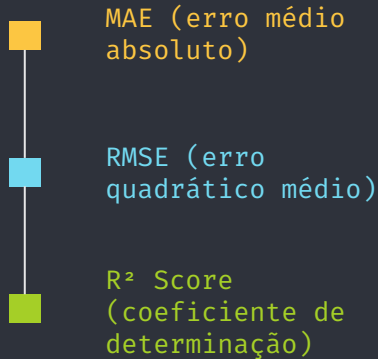 MAE (erro médio
absoluto)
RMSE (erro
quadrático médio)
R² Score
(coeficiente de
determinação)